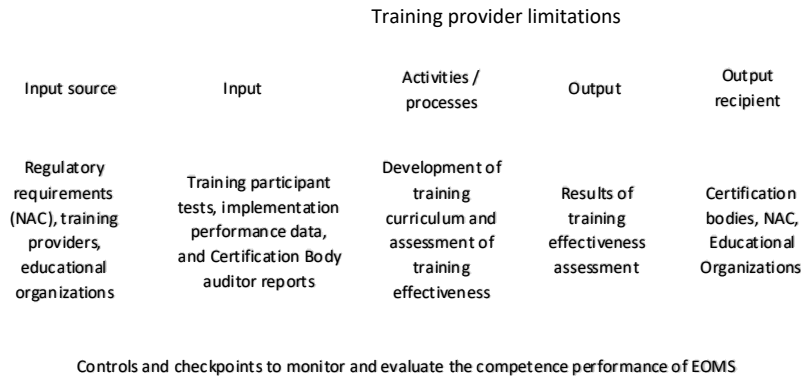 Training provider limitations
Input source
Input
Activities /
processes
Output
Output
recipient
Regulatory
requirements
(NAC), training
providers,
educational
organizations
Training participant
tests, implementation
performance data,
and Certification Body
auditor reports
Development of
training
curriculum and
assessment of
training
effectiveness
Results of
training
effectiveness
assessment
Certification
bodies, NAC,
Educational
Organizations
Controls and checkpoints to monitor and evaluate the competence performance of EOMS